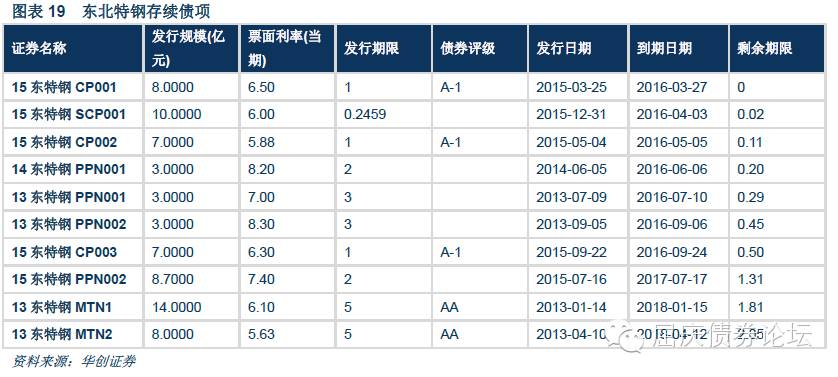 图表 19 东北特钢存续债项
证券名称 发行规模(亿元) 票面利率(当期) 发行期限 债券评级 发行日期 到期日期 剩余期限
15 东特钢 CP001 8.0000 6.50 1 A-1 2015-03-25 2016-03-27 0
15 东特钢 SCP001 10.0000 6.00 0.2459 2015-12-31 2016-04-03 0.02
15 东特钢 CP002 7.0000 5.88 1 A-1 2015-05-04 2016-05-05 0.11
14 东特钢 PPN001 3.0000 8.20 2 2014-06-05 2016-06-06 0.20
13 东特钢 PPN001 3.0000 7.00 3 2013-07-09 2016-07-10 0.29
13 东特钢 PPN002 3.0000 8.30 3 2013-09-05 2016-09-06 0.45
15 东特钢 CP003 7.0000 6.30 1 A-1 2015-09-22 2016-09-24 0.50
15 东特钢 PPN002 8.7000 7.40 2 2015-07-16 2017-07-17 1.31
13 东特钢 MTN1 14.0000 6.10 5 AA 2013-01-14 2018-01-15 1.81
13 东特钢 MTN2 8.0000 5.63 5 AA 2013-04-10 2018-04-12 2.05
屈庆债券论坛
资料来源：华创证券